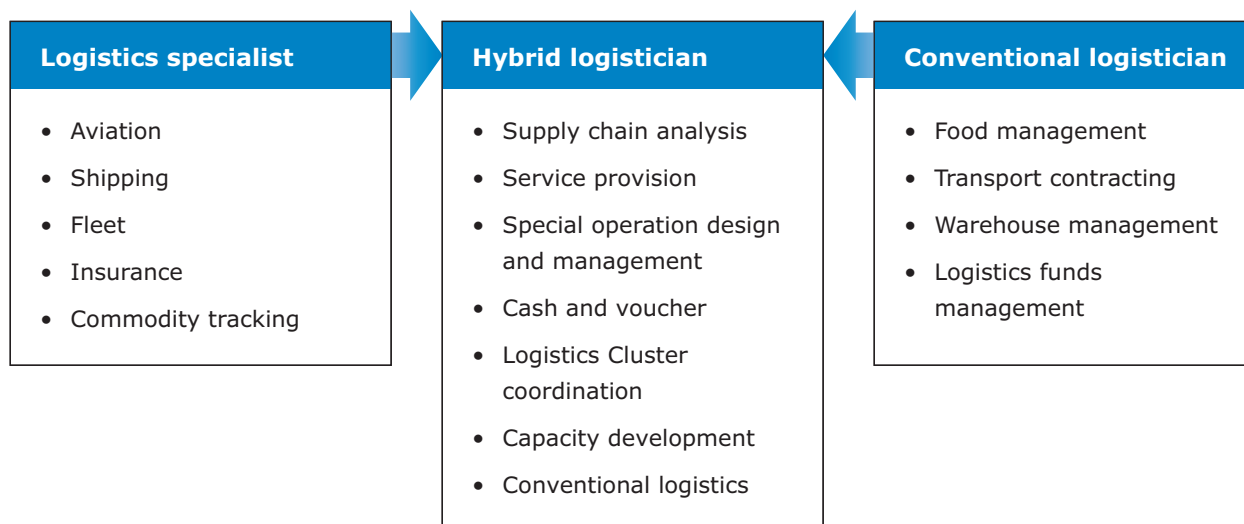 Logistics specialist
• Aviation
• Shipping
• Fleet
• Insurance
• Commodity tracking
Hybrid logistician
• Supply chain analysis
• Service provision
• Special operation design
and management
• Cash and voucher
• Logistics Cluster
coordination
• Capacity development
• Conventional logistics
Conventional logistician
• Food management
• Transport contracting
• Warehouse management
• Logistics funds
management